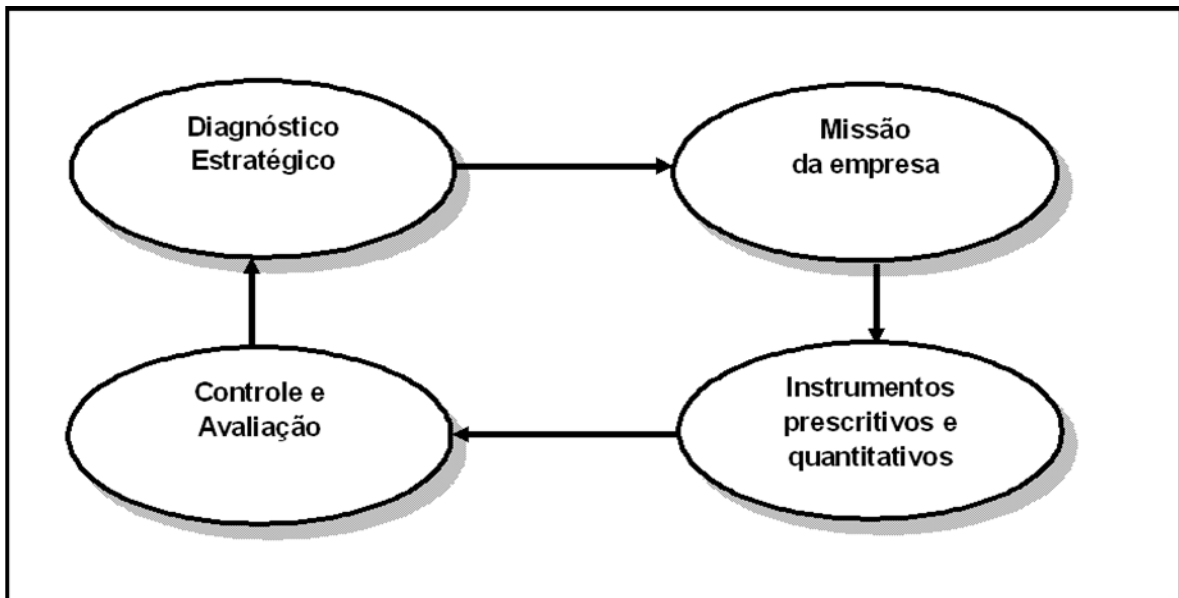 Diagnóstico
Estratégico
Missão
da empresa
Controle e
Avaliação
Instrumentos
prescritivos e
quantitativos